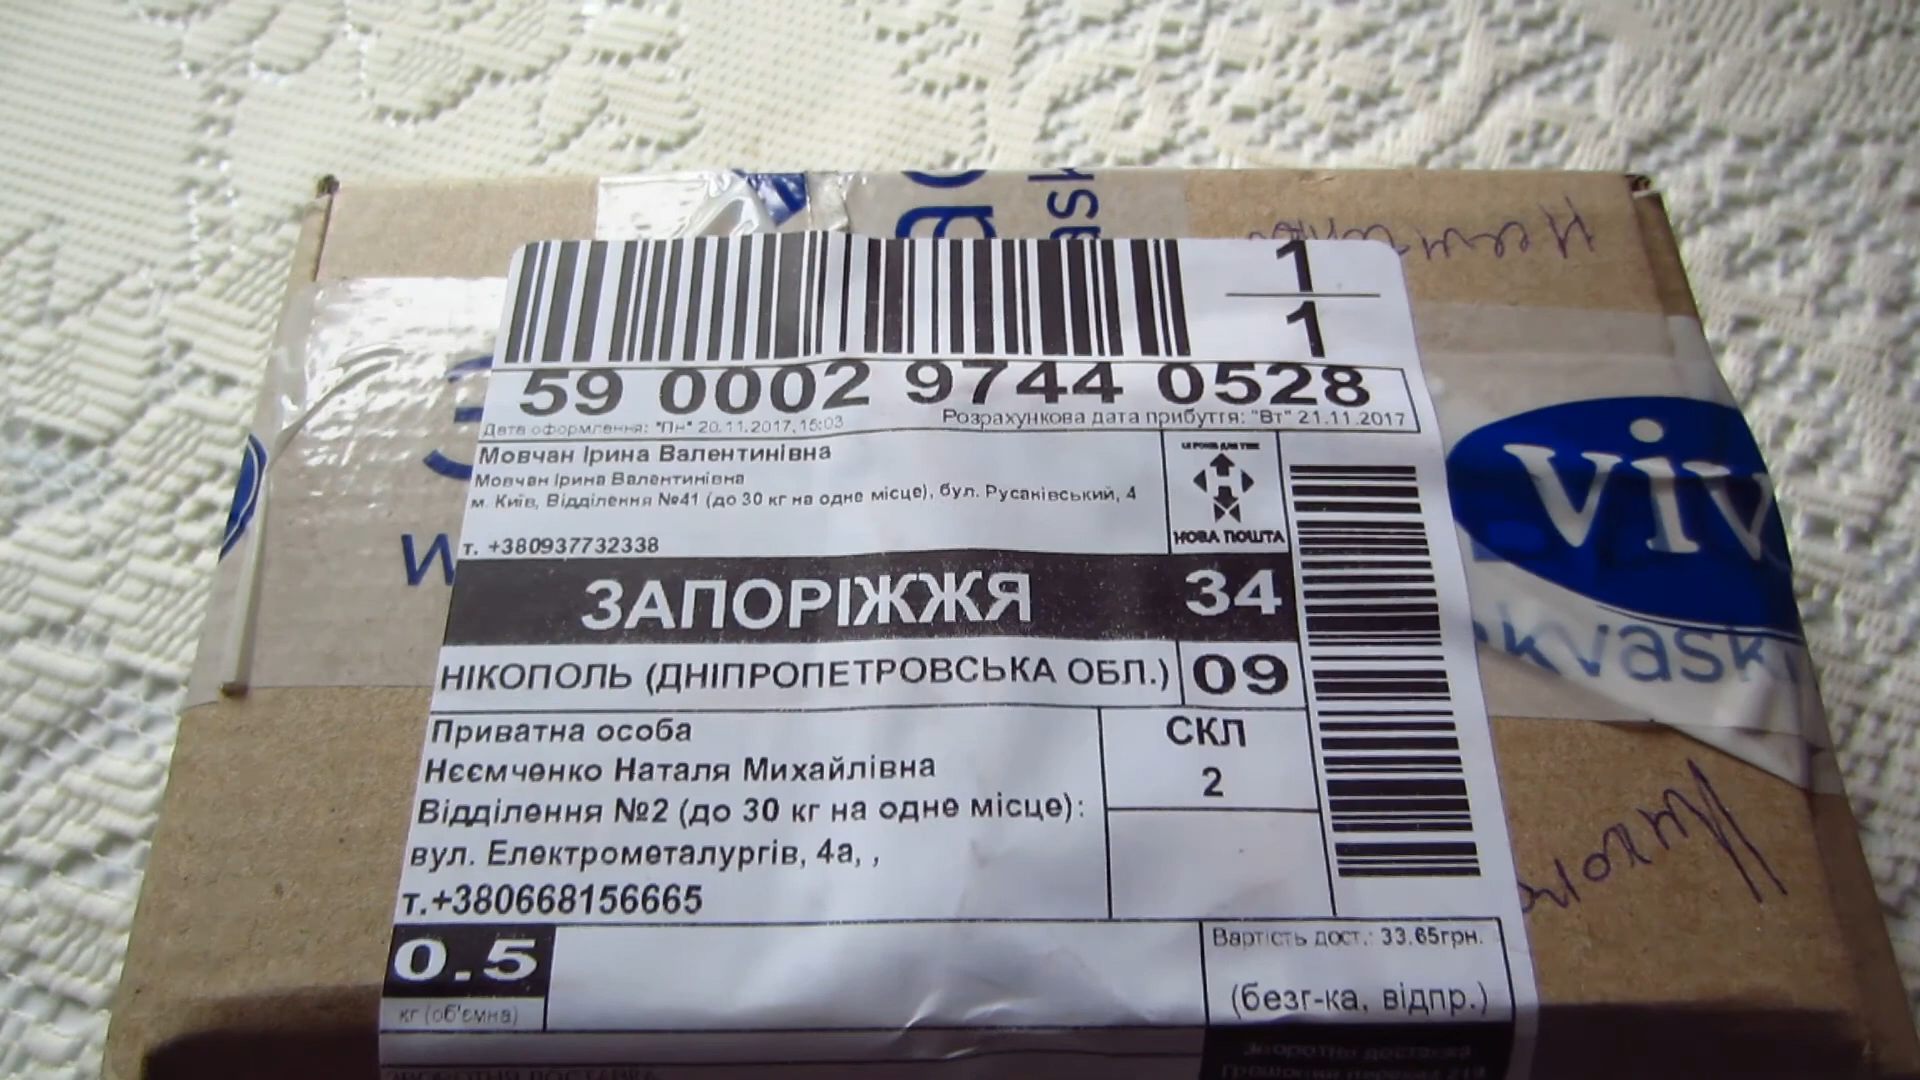 1
1
59 0002 9744 0528
Дата оформлення: "Пн" 20.11.2017, 15:03
Розрахункова дата прибуття: "Вт" 21.11.2017
Мовчан Ірина Валентинівна
Мовчан Ірина Валентинівна
м. Київ, Відділення №41 (до 30 кг на одне місце), бул. Русанівський, 4
т. +380937732338
НОВА ПОШТА
ЗАПОРІЖЖЯ 34
НІКОПОЛЬ (ДНІПРОПЕТРОВСЬКА ОБЛ.) 09
Приватна особа
Нєємченко Наталя Михайлівна
Відділення №2 (до 30 кг на одне місце):
вул. Електрометалургів, 4а, ,
т.+380668156665
СКЛ
2
0.5
кг (об'ємна)
Вартість дост.: 33.65грн.
(безг-ка, відпр.)
Зворотня доставка
viv
kvask